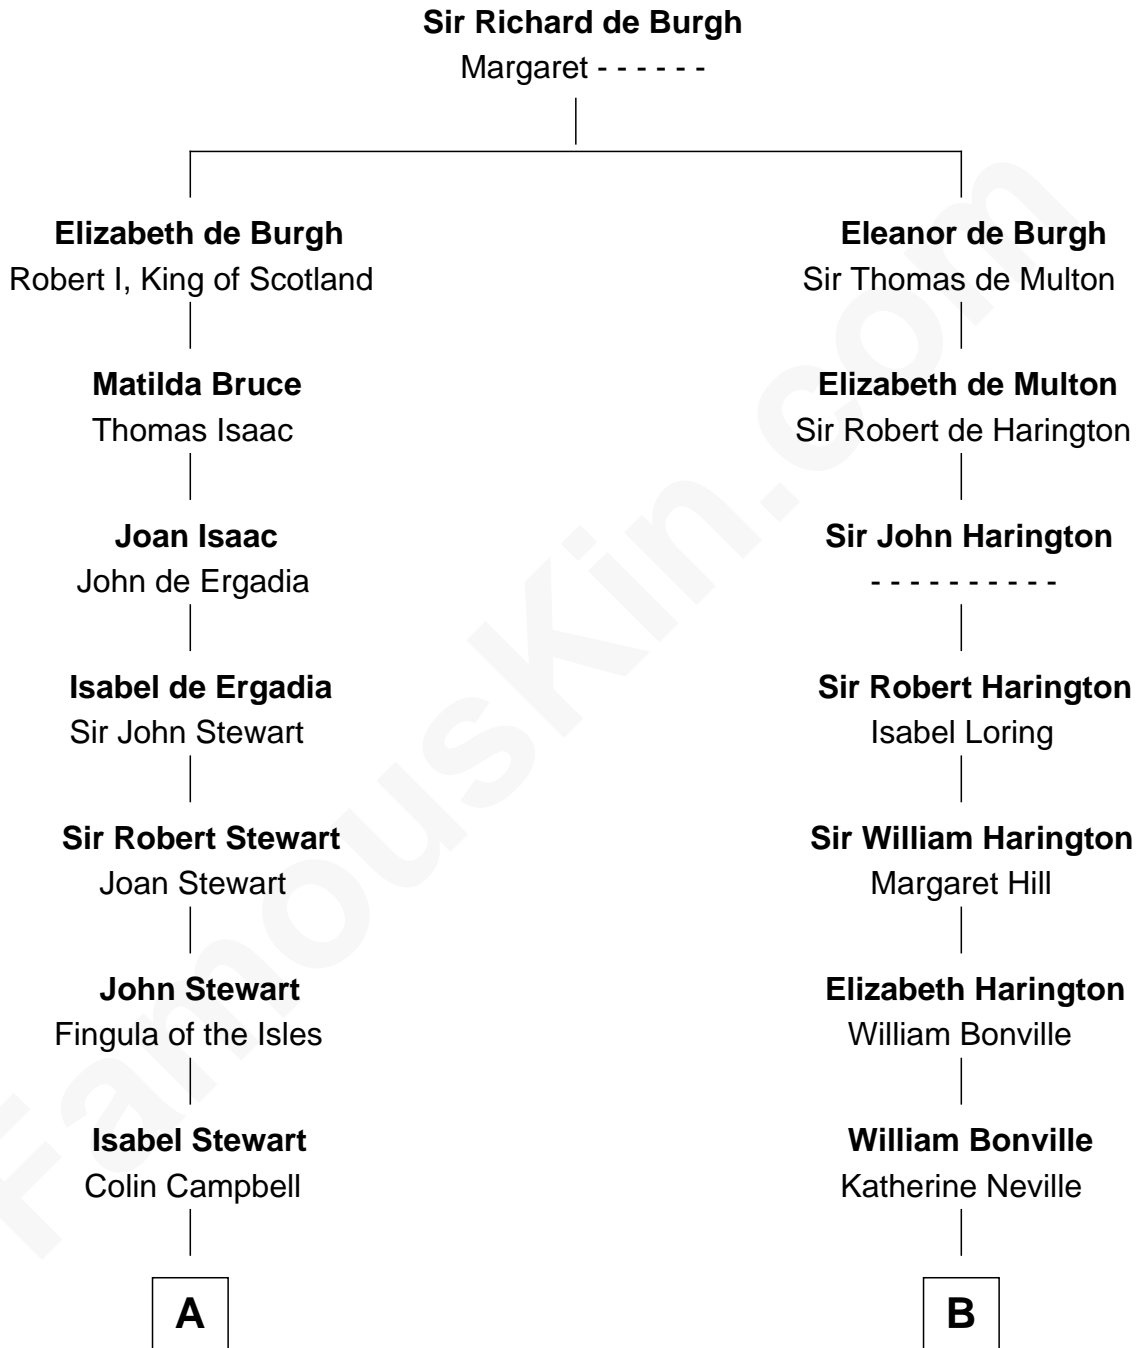 Sir Richard de Burgh
Margaret - - - - - -
Elizabeth de Burgh
Robert I, King of Scotland
Eleanor de Burgh
Sir Thomas de Multon
Matilda Bruce
Thomas Isaac
Elizabeth de Multon
Sir Robert de Harington
Joan Isaac
John de Ergadia
Sir John Harington
- - - - - - - - - -
Isabel de Ergadia
Sir John Stewart
Sir Robert Harington
Isabel Loring
Sir Robert Stewart
Joan Stewart
Sir William Harington
Margaret Hill
John Stewart
Fingula of the Isles
Elizabeth Harington
William Bonville
Isabel Stewart
Colin Campbell
William Bonville
Katherine Neville
A
B
FamousKin.com